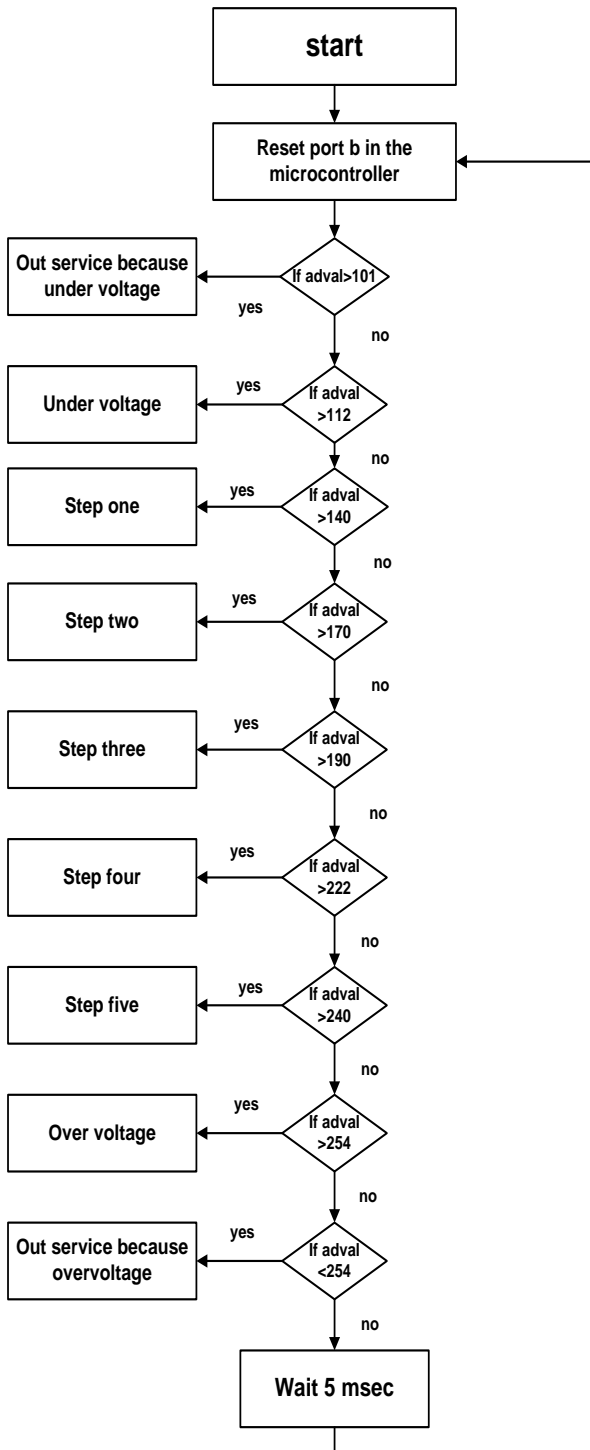 start
Reset port b in the
microcontroller
Out service because
under voltage
If adval>101
yes
no
Under voltage
yes
If adval
>112
no
Step one
yes
If adval
>140
no
Step two
yes
If adval
>170
no
Step three
yes
If adval
>190
no
Step four
yes
If adval
>222
no
Step five
yes
If adval
>240
no
Over voltage
yes
If adval
>254
no
Out service because
overvoltage
yes
If adval
<254
no
Wait 5 msec